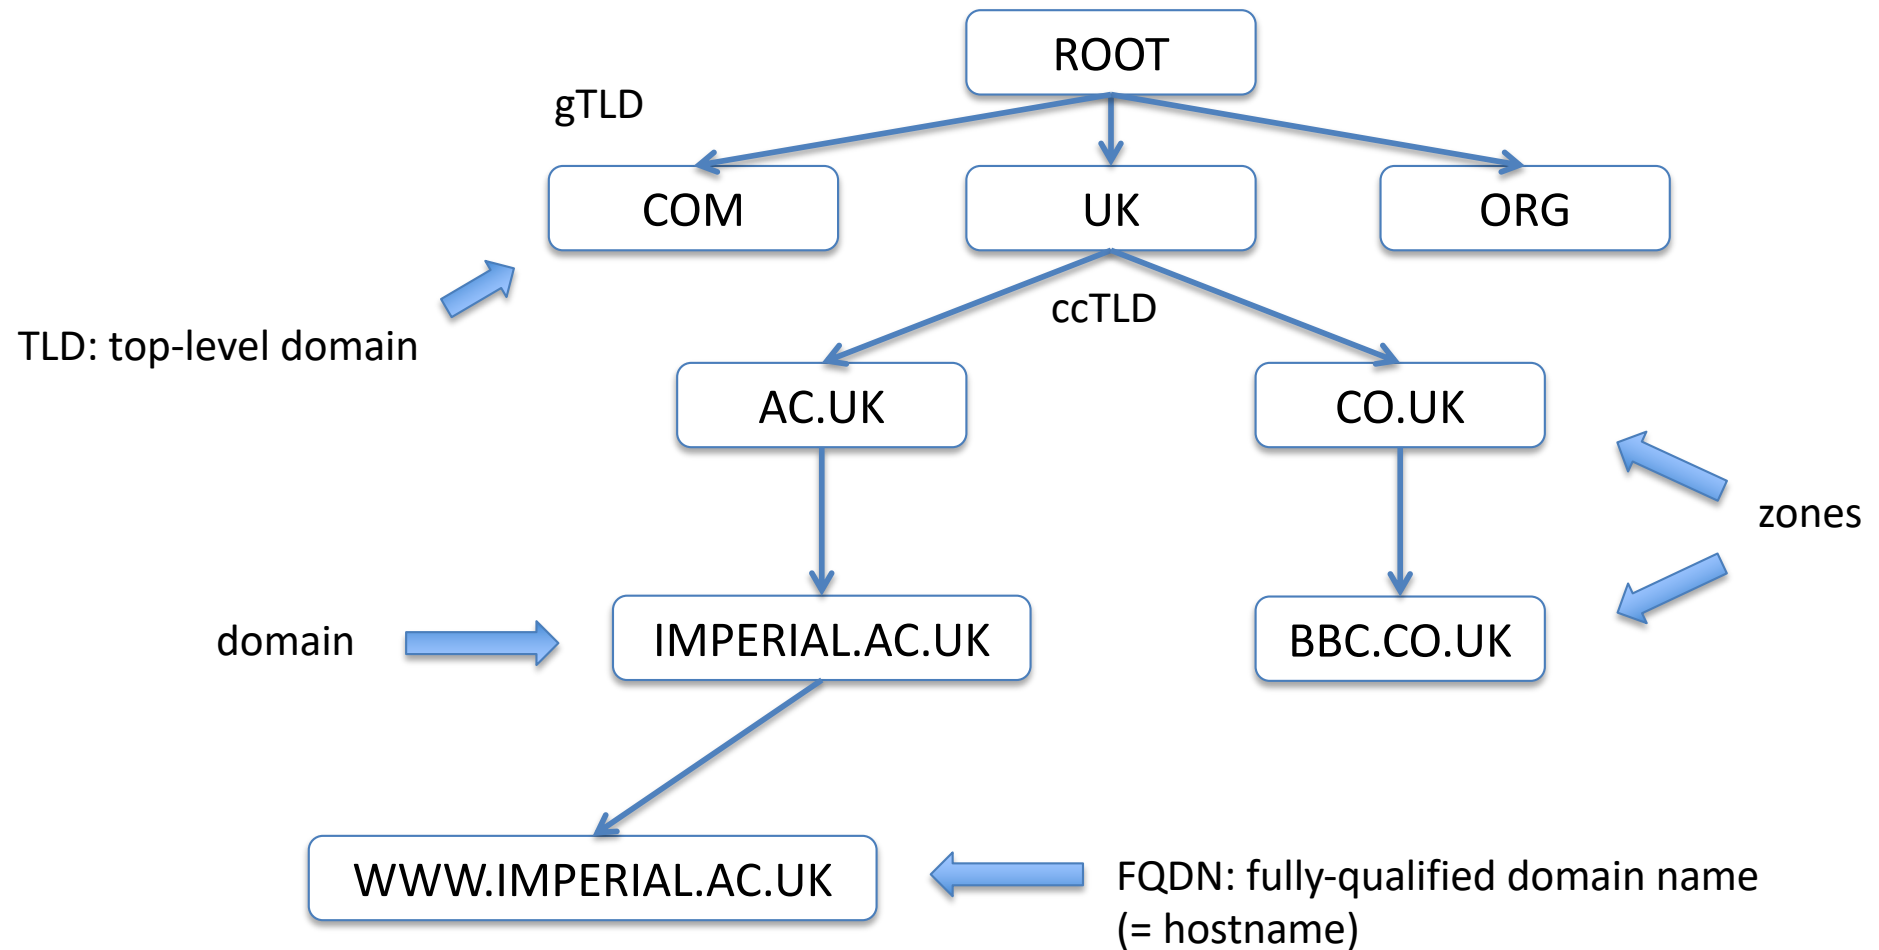 ROOT
gTLD
COM
UK
ORG
ccTLD
TLD: top-level domain
AC.UK
CO.UK
zones
domain
IMPERIAL.AC.UK
BBC.CO.UK
WWW.IMPERIAL.AC.UK
FQDN: fully-qualified domain name
(= hostname)